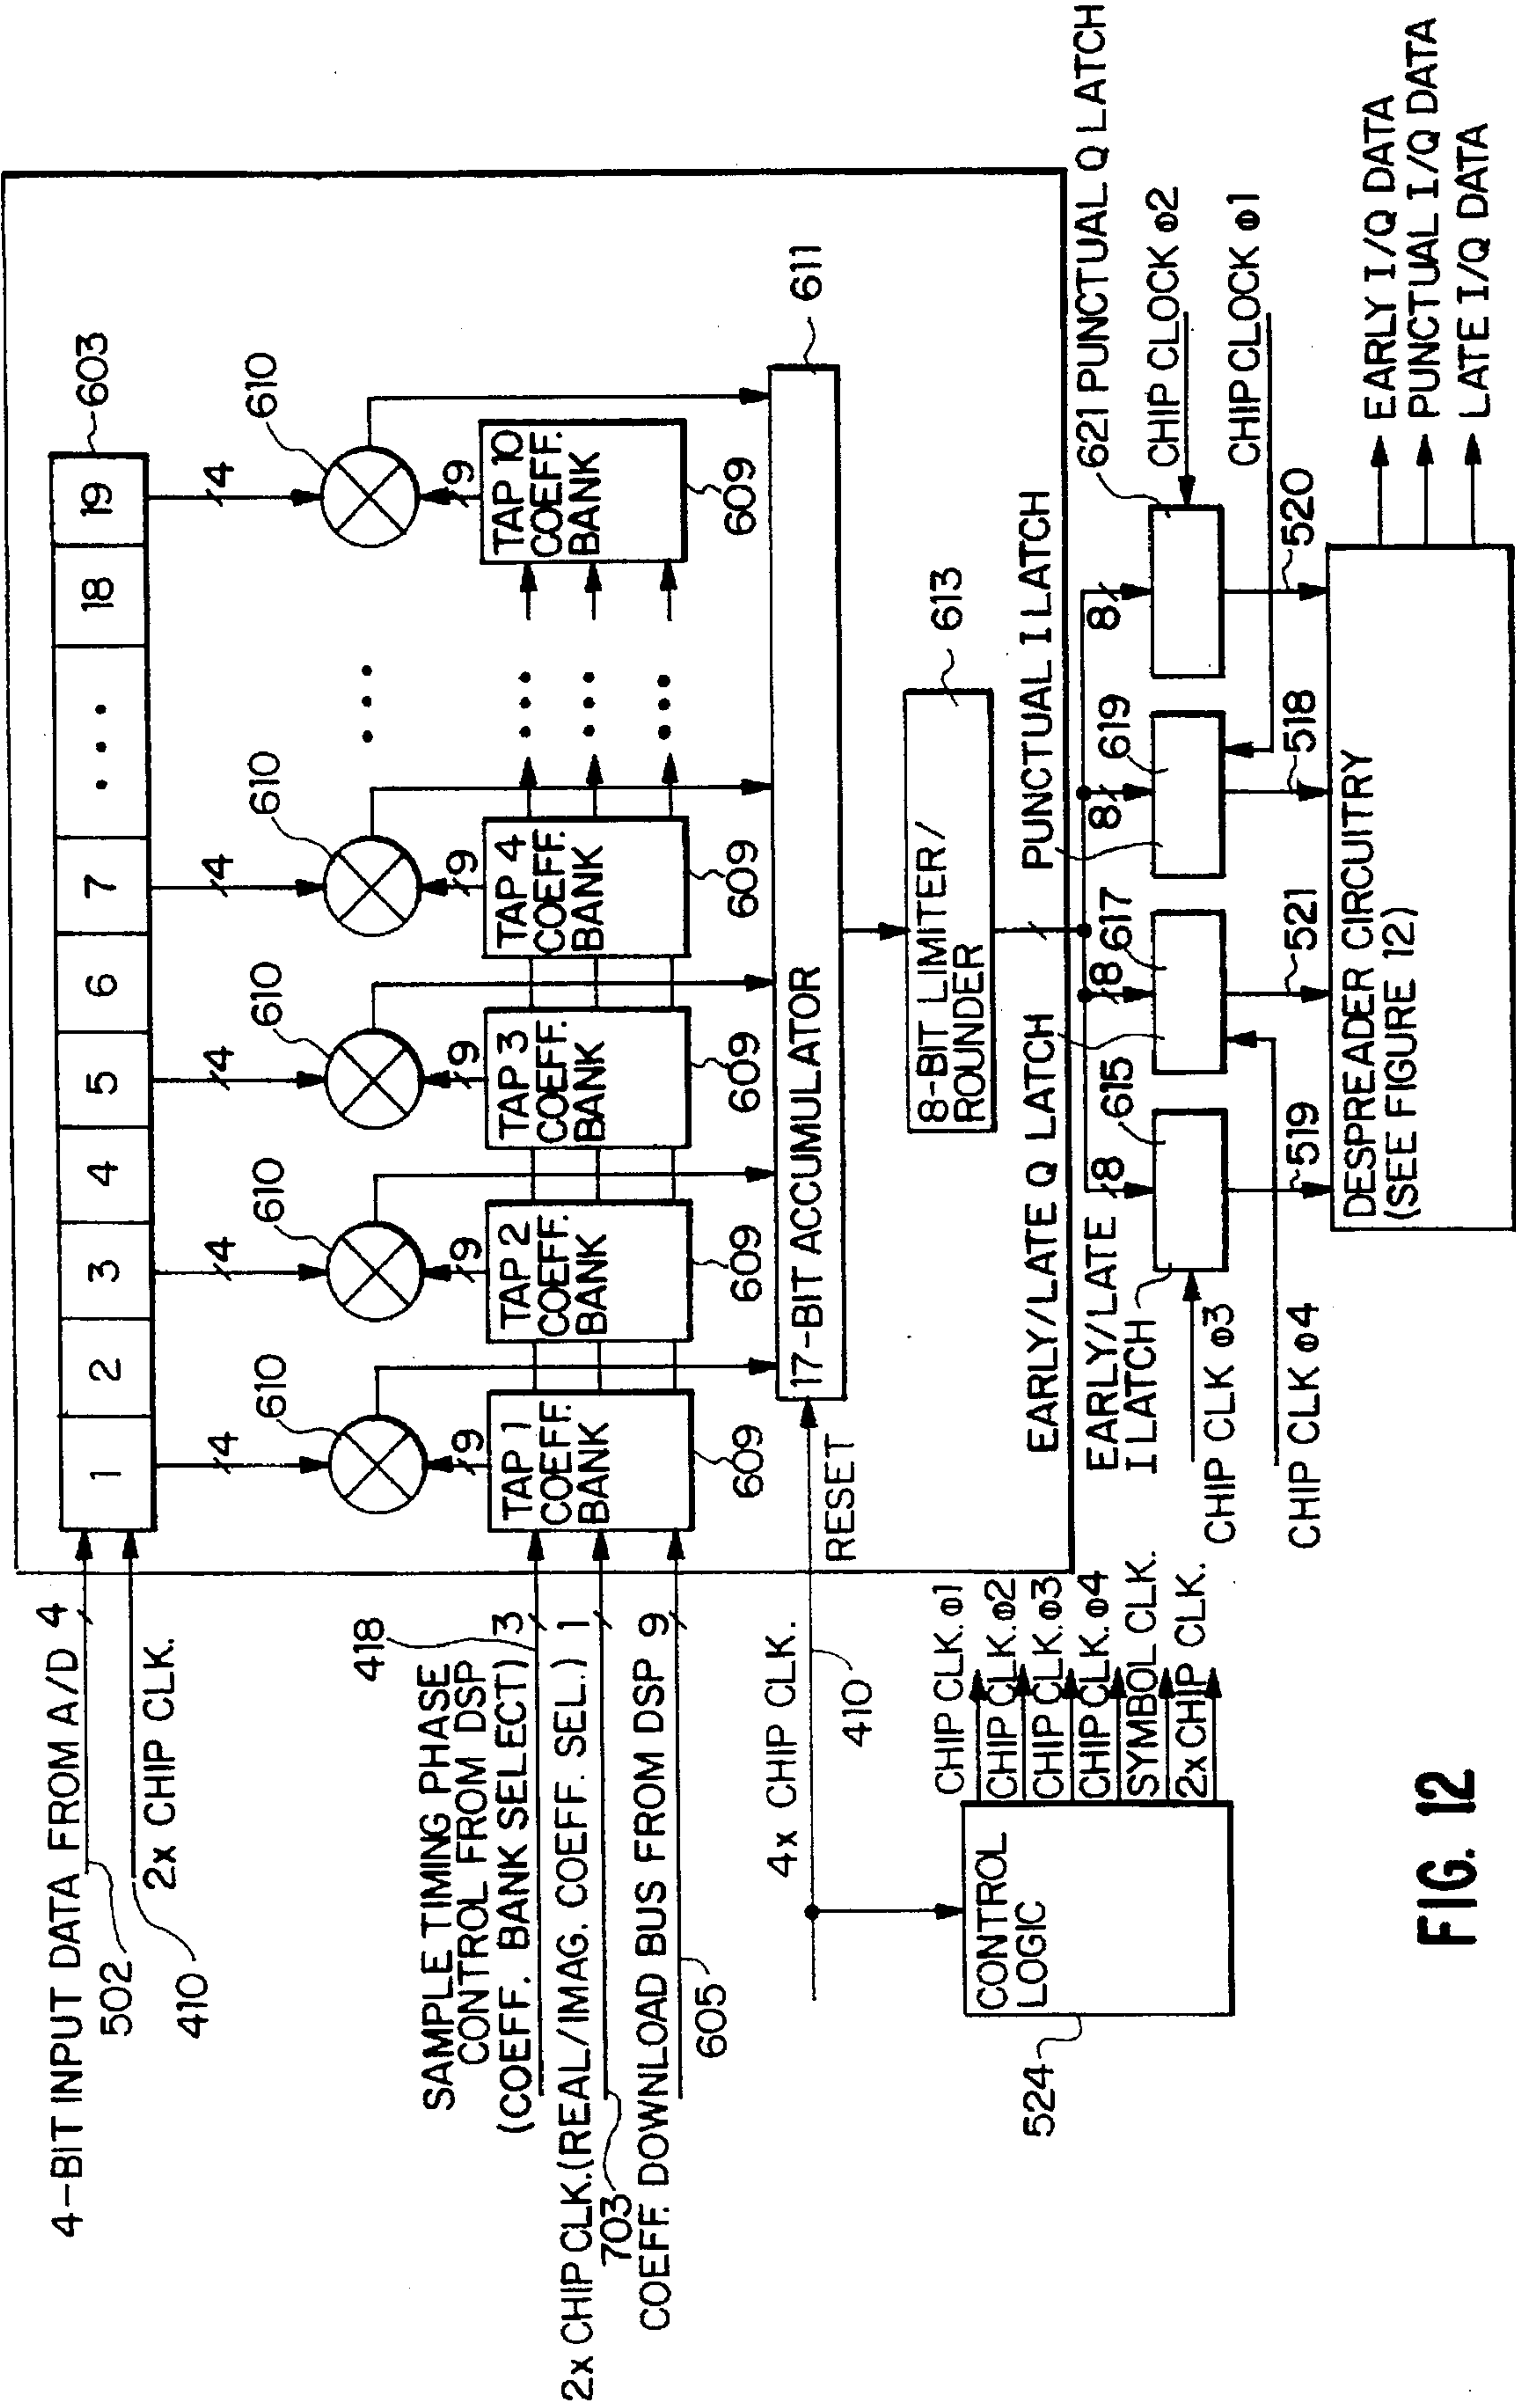 4-BIT INPUT DATA FROM A/D 4
502
410
2x CHIP CLK.
1 2 3 4 5 6 7 ... 18 19
603
4 4 4 4 4
610 610 610 610 610
9 9 9 9 9
SAMPLE TIMING PHASE
CONTROL FROM DSP
(COEFF. BANK SELECT) 3
418
2x CHIP CLK.(REAL/IMAG. COEFF. SEL.) 1
703
COEFF. DOWNLOAD BUS FROM DSP 9
605
TAP 1
COEFF.
BANK
TAP 2
COEFF.
BANK
TAP 3
COEFF.
BANK
TAP 4
COEFF.
BANK
TAP 10
COEFF.
BANK
609 609 609 609 609
4x CHIP CLK.
410
RESET
17-BIT ACCUMULATOR
611
8-BIT LIMITER/
ROUNDER
613
CONTROL
LOGIC
524
CHIP CLK. Φ1
CHIP CLK. Φ2
CHIP CLK. Φ3
CHIP CLK. Φ4
SYMBOL CLK.
2x CHIP CLK.
EARLY/LATE Q LATCH
PUNCTUAL I LATCH
621 PUNCTUAL Q LATCH
EARLY/LATE
I LATCH
8 8 8 8
615 617 619
CHIP CLK Φ3
CHIP CLK Φ4
CHIP CLOCK Φ2
CHIP CLOCK Φ1
519 521 518 520
DESPREADER CIRCUITRY
(SEE FIGURE 12)
EARLY I/Q DATA
PUNCTUAL I/Q DATA
LATE I/Q DATA
FIG. 12